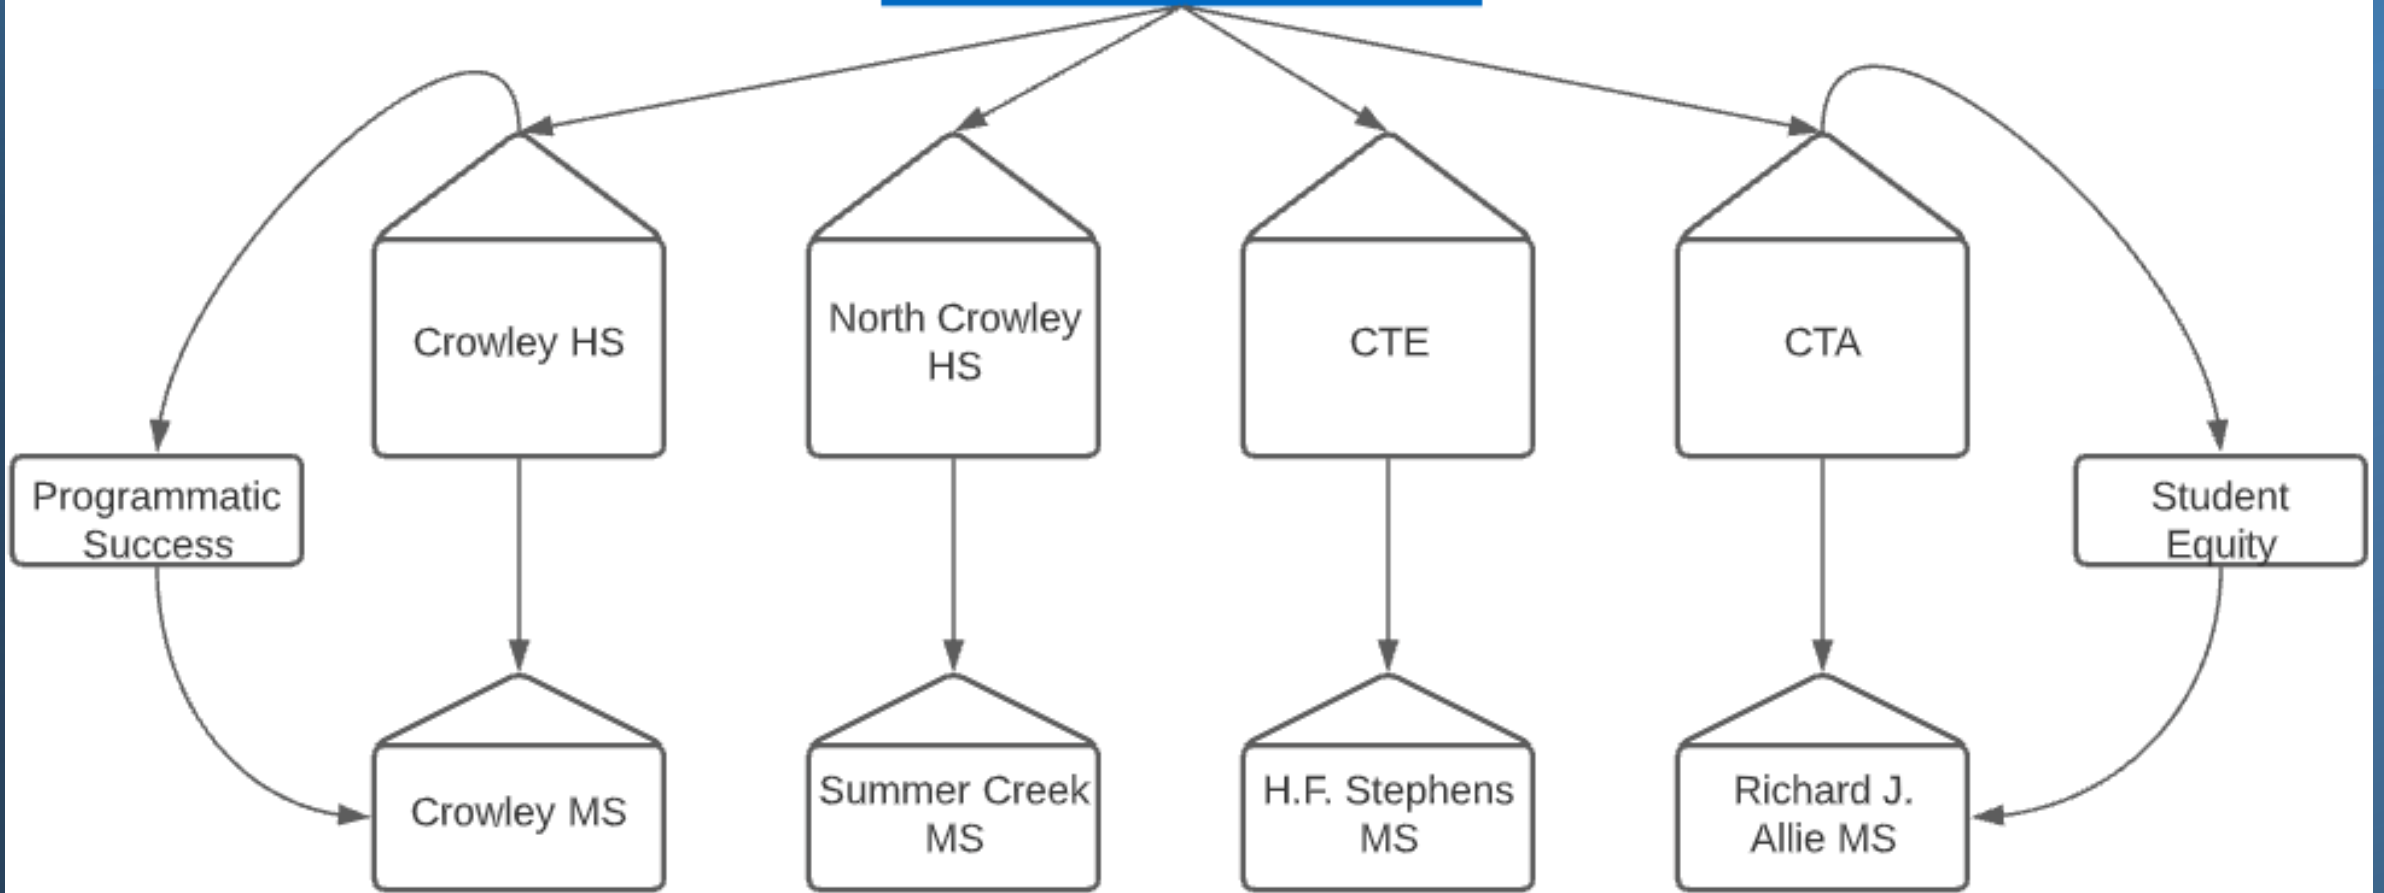 Crowley HS
North Crowley
HS
CTE
CTA
Programmatic
Success
Student
Equity
Crowley MS
Summer Creek
MS
H.F. Stephens
MS
Richard J.
Allie MS